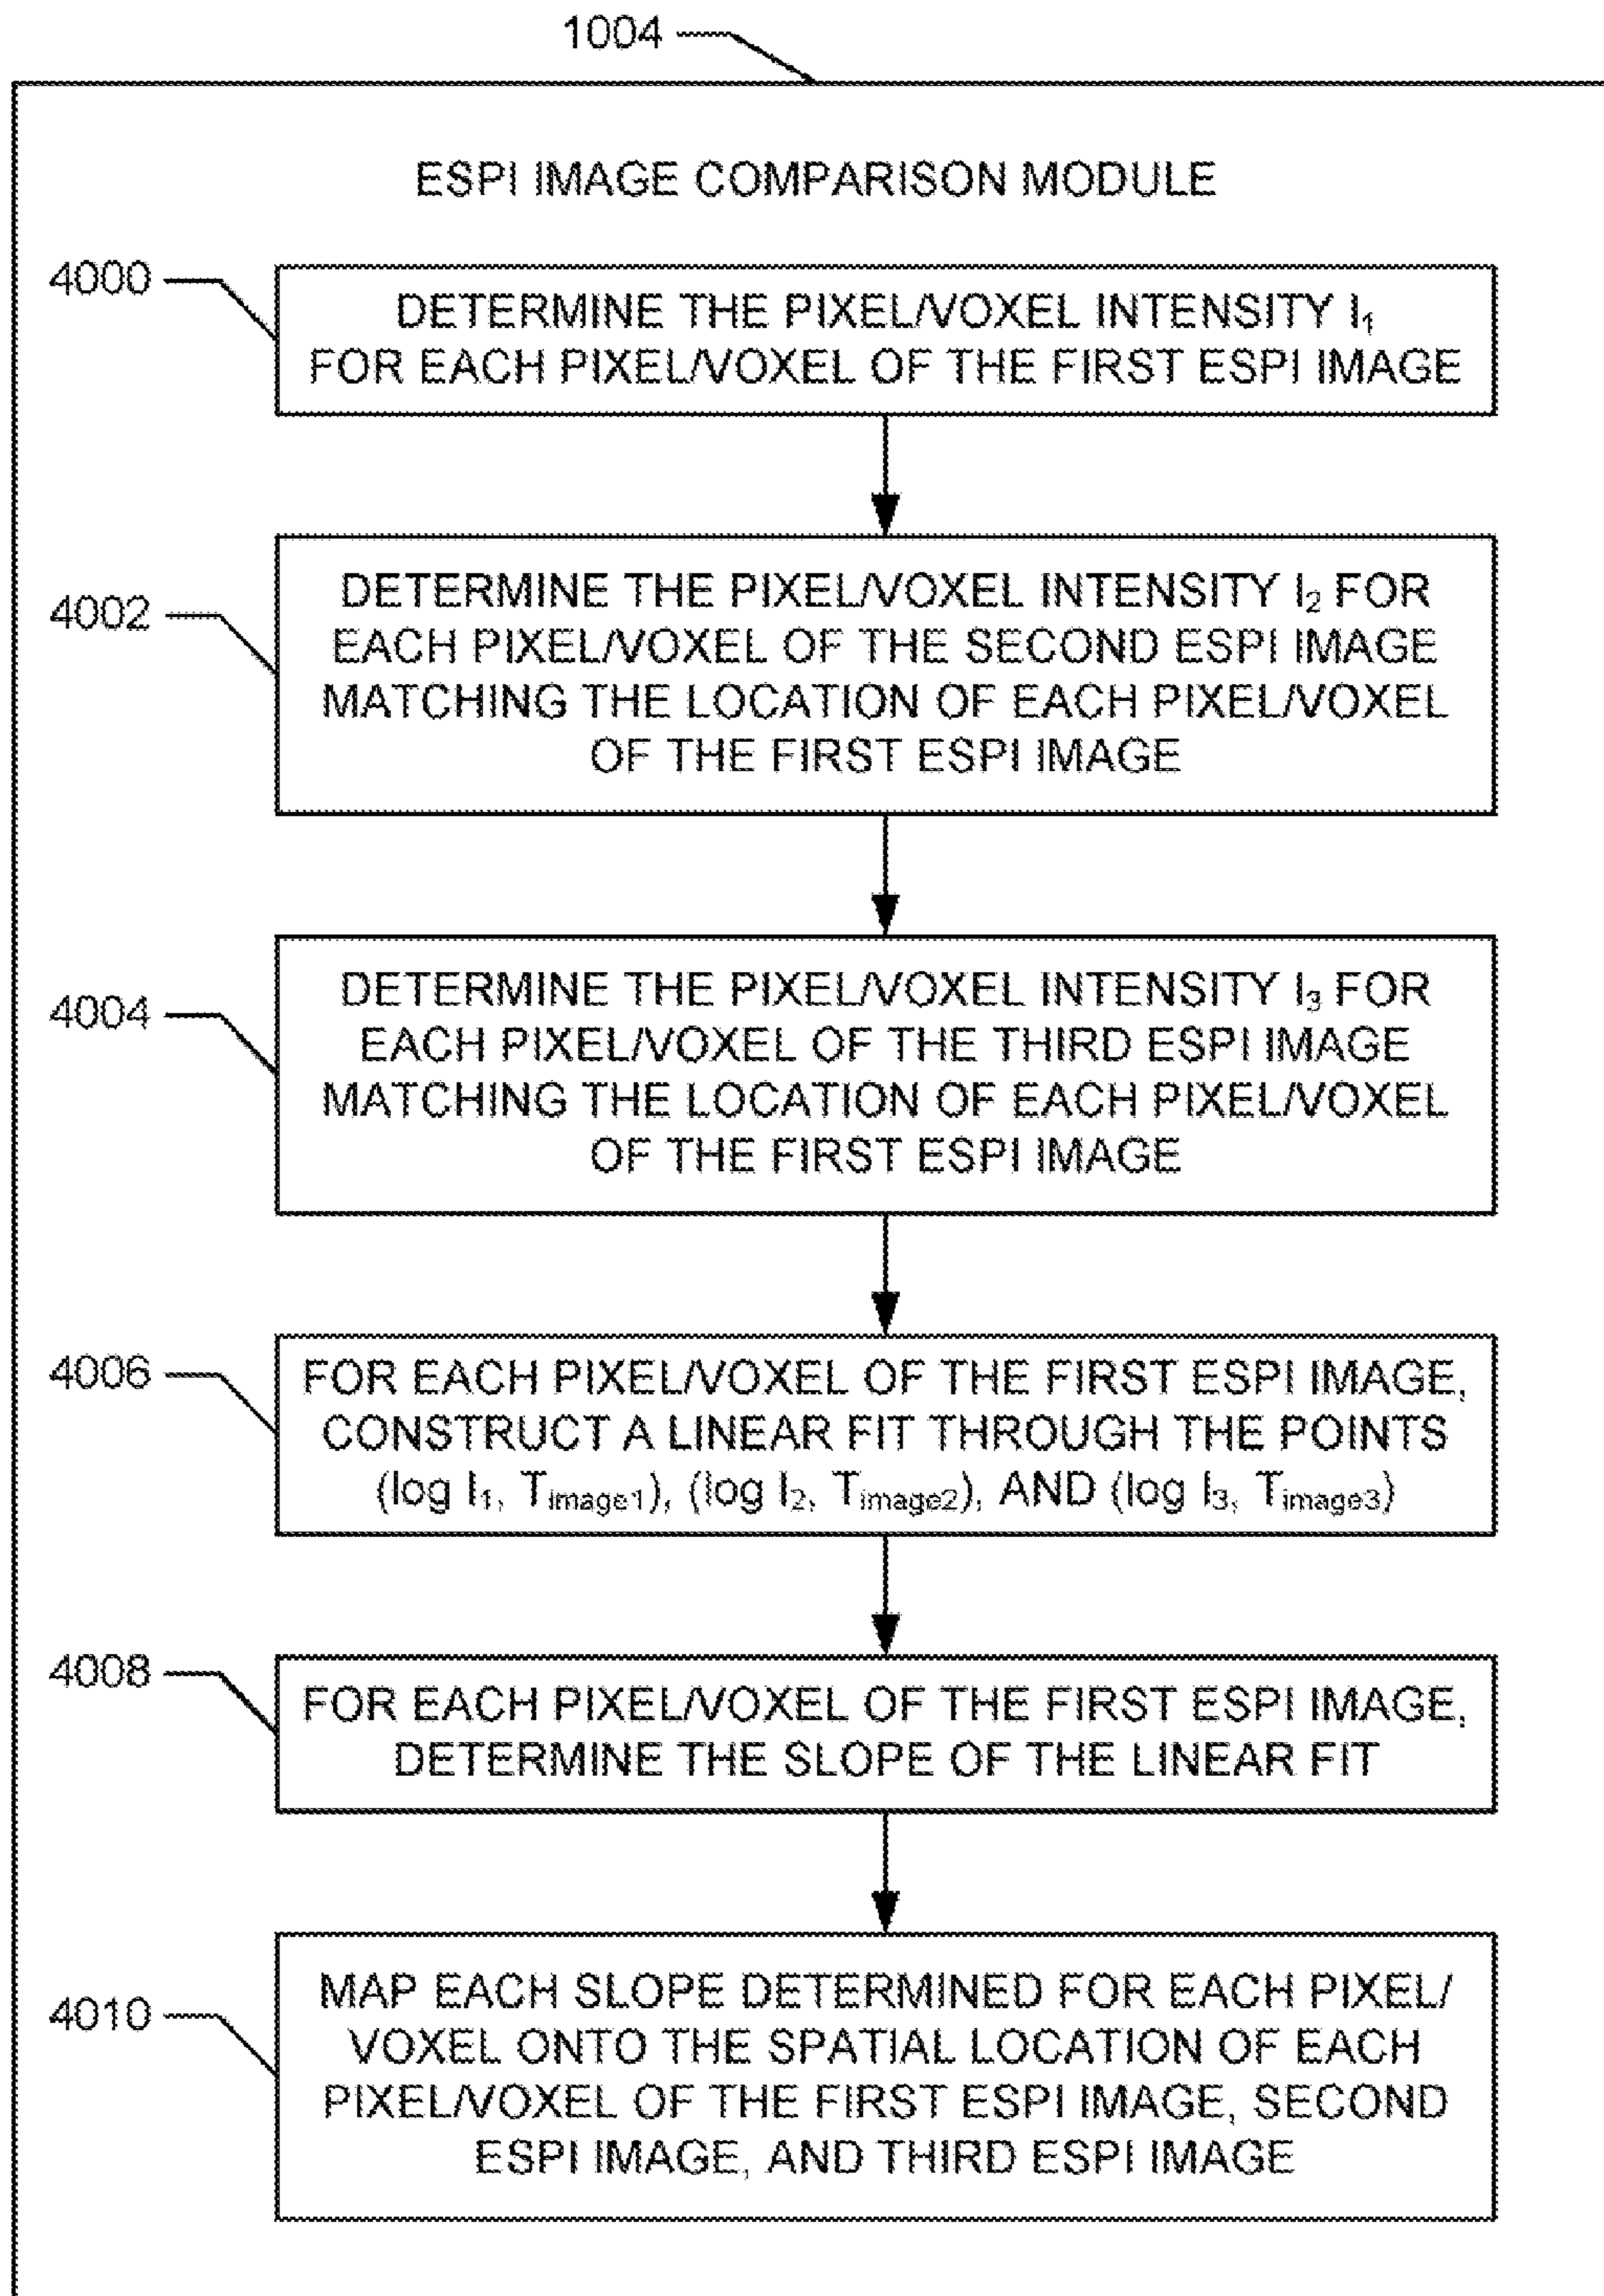 1004
ESPI IMAGE COMPARISON MODULE
4000
DETERMINE THE PIXEL/VOXEL INTENSITY I₁
FOR EACH PIXEL/VOXEL OF THE FIRST ESPI IMAGE
4002
DETERMINE THE PIXEL/VOXEL INTENSITY I₂ FOR
EACH PIXEL/VOXEL OF THE SECOND ESPI IMAGE
MATCHING THE LOCATION OF EACH PIXEL/VOXEL
OF THE FIRST ESPI IMAGE
4004
DETERMINE THE PIXEL/VOXEL INTENSITY I₃ FOR
EACH PIXEL/VOXEL OF THE THIRD ESPI IMAGE
MATCHING THE LOCATION OF EACH PIXEL/VOXEL
OF THE FIRST ESPI IMAGE
4006
FOR EACH PIXEL/VOXEL OF THE FIRST ESPI IMAGE,
CONSTRUCT A LINEAR FIT THROUGH THE POINTS
(log I₁, T_image1), (log I₂, T_image2), AND (log I₃, T_image3)
4008
FOR EACH PIXEL/VOXEL OF THE FIRST ESPI IMAGE,
DETERMINE THE SLOPE OF THE LINEAR FIT
4010
MAP EACH SLOPE DETERMINED FOR EACH PIXEL/
VOXEL ONTO THE SPATIAL LOCATION OF EACH
PIXEL/VOXEL OF THE FIRST ESPI IMAGE, SECOND
ESPI IMAGE, AND THIRD ESPI IMAGE